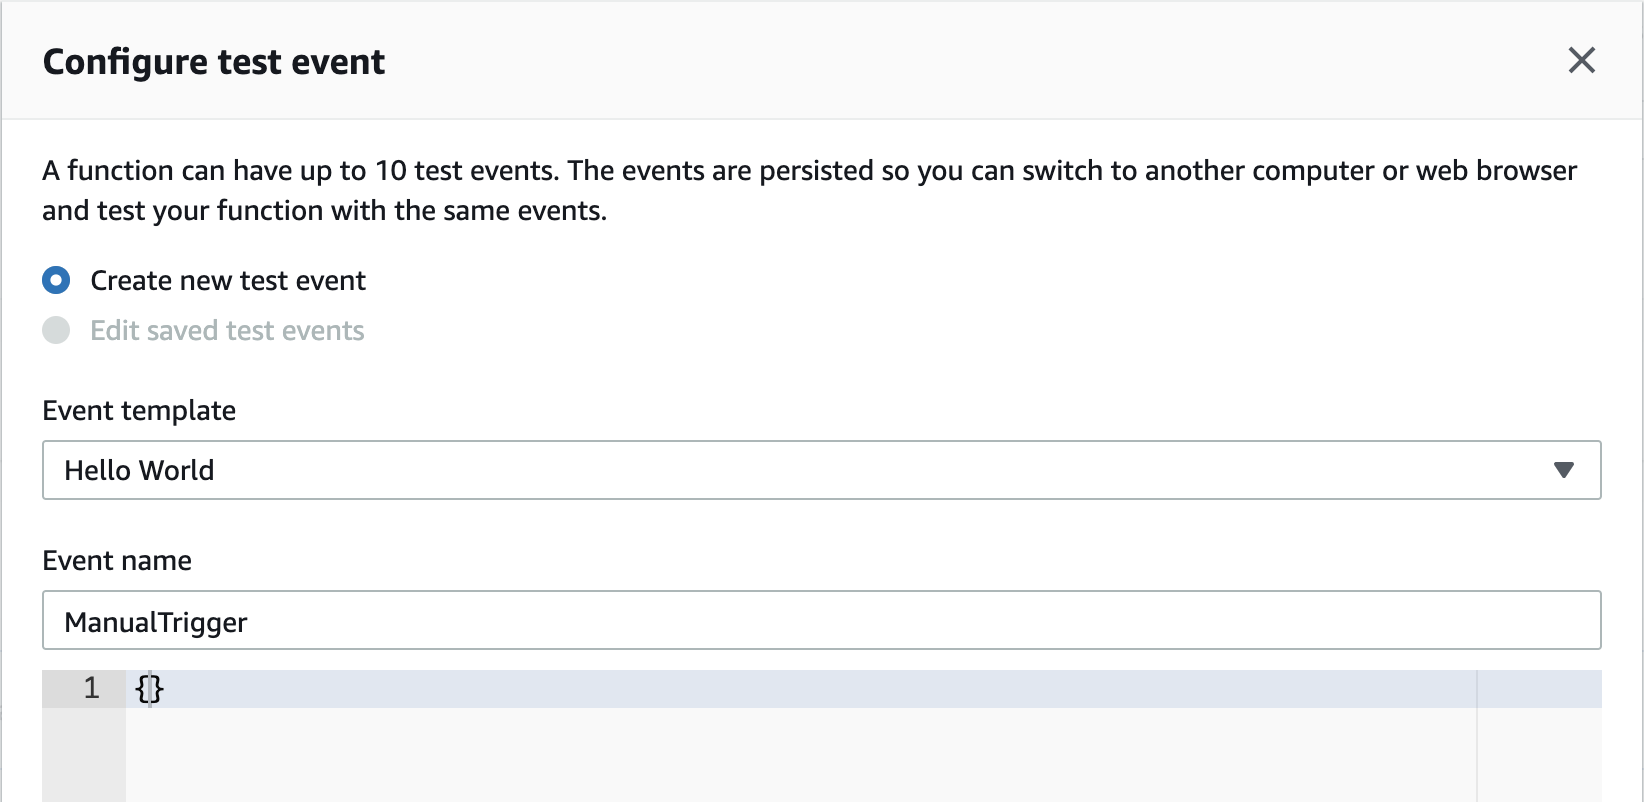 Configure test event
A function can have up to 10 test events. The events are persisted so you can switch to another computer or web browser
and test your function with the same events.
Create new test event
Edit saved test events
Event template
Hello World
Event name
ManualTrigger
1 {}